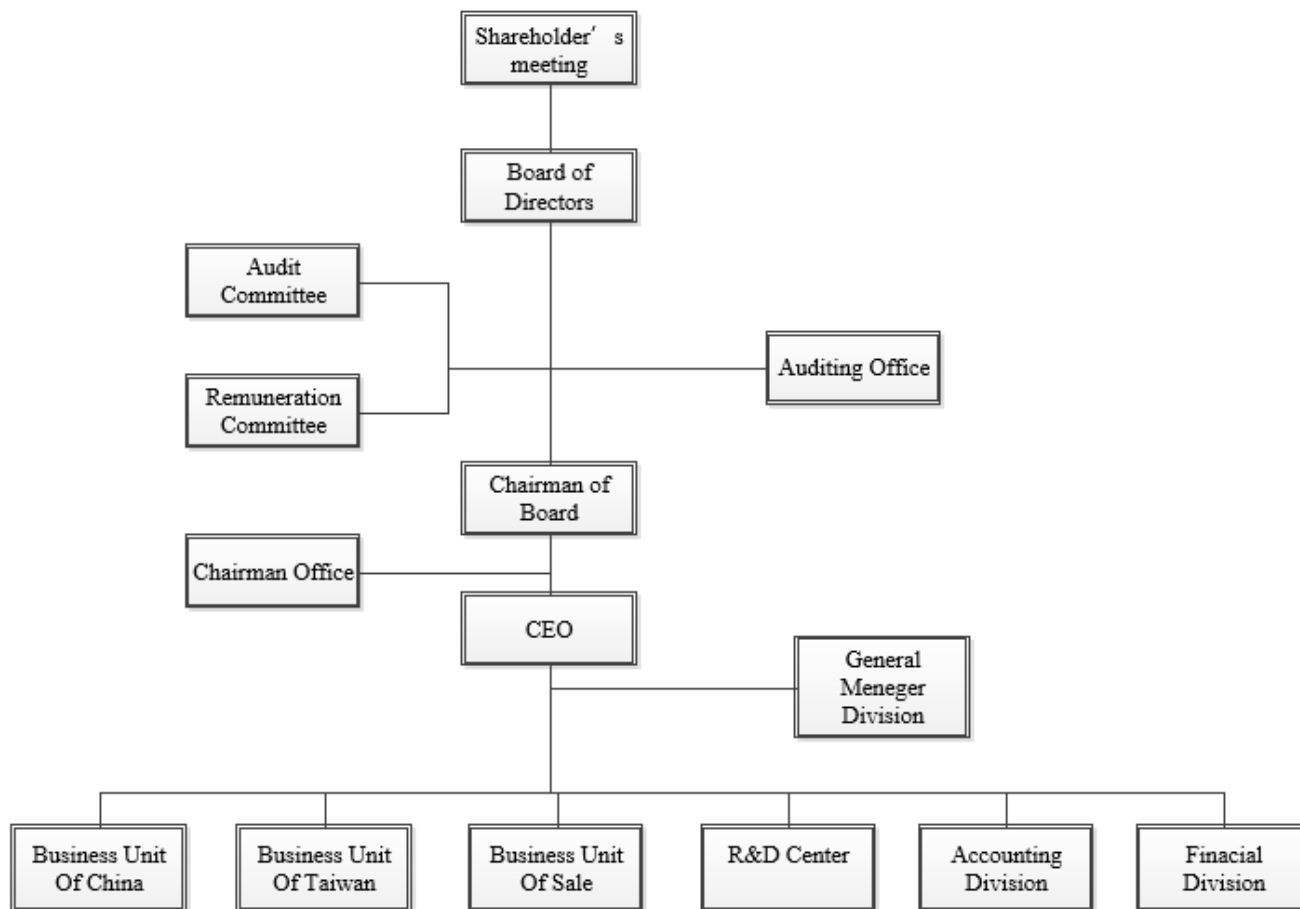 Shareholder′s
meeting
Board of
Directors
Audit
Committee
Auditing Office
Remuneration
Committee
Chairman of
Board
Chairman Office
CEO
General
Meneger
Division
Business Unit
Of China
Business Unit
Of Taiwan
Business Unit
Of Sale
R&D Center
Accounting
Division
Finacial
Division